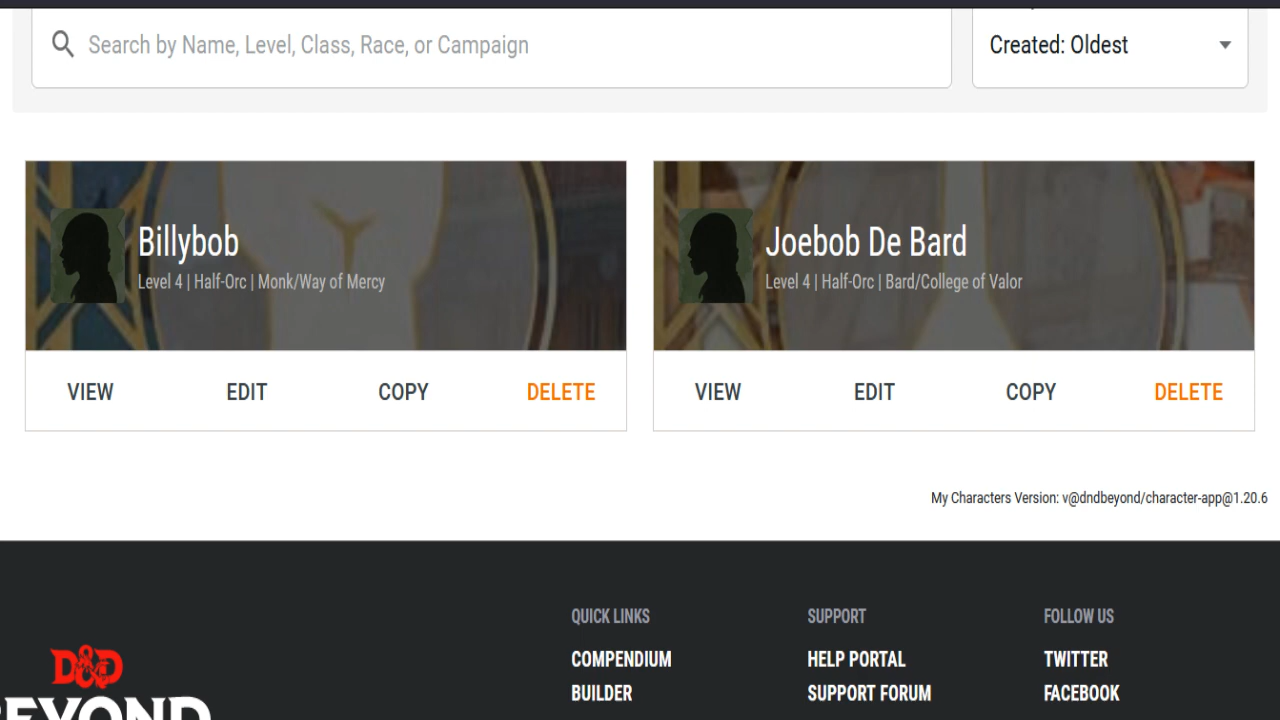 Search by Name, Level, Class, Race, or Campaign
Created: Oldest
Billybob
Level 4 | Half-Orc | Monk/Way of Mercy
VIEW EDIT COPY DELETE
Joebob De Bard
Level 4 | Half-Orc | Bard/College of Valor
VIEW EDIT COPY DELETE
My Characters Version: v@dndbeyond/character-app@1.20.6
D&D
BEYOND
QUICK LINKS
COMPENDIUM
BUILDER
SUPPORT
HELP PORTAL
SUPPORT FORUM
FOLLOW US
TWITTER
FACEBOOK